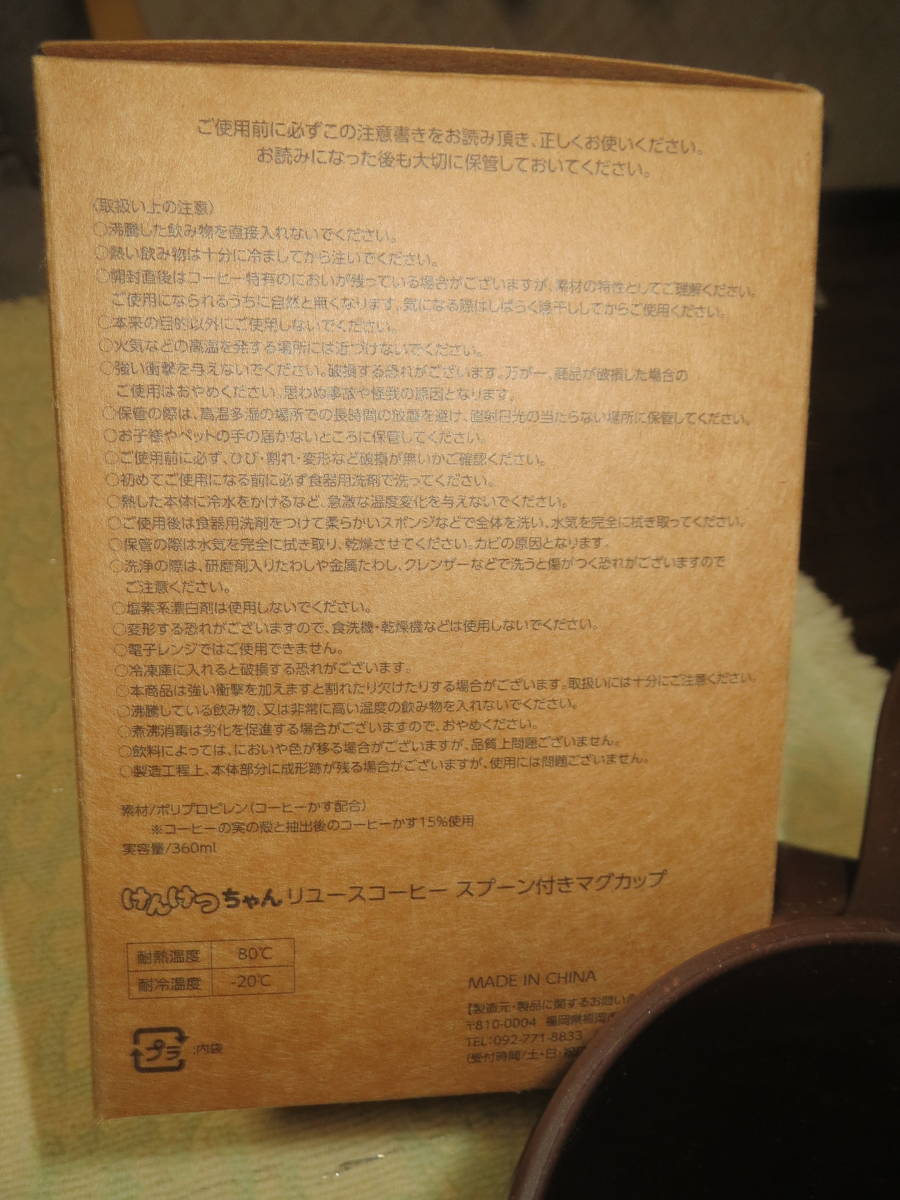 ご使用前に必ずこの注意書きをお読み頂き、正しくお使いください。
お読みになった後も大切に保管しておいてください。
〈取扱い上の注意〉
○沸騰した飲み物を直接入れないでください。
○熱い飲み物は十分に冷ましてから注いでください。
○開封直後はコーヒー特有のにおいが残っている場合がございますが、素材の特性としてご理解ください。
ご使用になられるうちに自然と無くなります。気になる際はしばらく陰干ししてからご使用ください。
○本来の目的以外にご使用しないでください。
○火気などの高温を発する場所には近づけないでください。
○強い衝撃を与えないでください。破損する恐れがございます。万が一、商品が破損した場合の
ご使用はおやめください。思わぬ事故や怪我の原因となります。
○保管の際は、高温多湿の場所での長時間の放置を避け、直射日光の当たらない場所に保管してください。
○お子様やペットの手の届かないところに保管してください。
○ご使用前に必ず、ひび・割れ・変形など破損が無いかご確認ください。
○初めてご使用になる前に必ず食器用洗剤で洗ってください。
○熱した本体に冷水をかけるなど、急激な温度変化を与えないでください。
○ご使用後は食器用洗剤をつけて柔らかいスポンジなどで全体を洗い、水気を完全に拭き取ってください。
○保管の際は水気を完全に拭き取り、乾燥させてください。カビの原因となります。
○洗浄の際は、研磨剤入りたわしや金属たわし、クレンザーなどで洗うと傷がつく恐れがございますので
ご注意ください。
○塩素系漂白剤は使用しないでください。
○変形する恐れがございますので、食洗機・乾燥機などは使用しないでください。
○電子レンジではご使用できません。
○冷凍庫に入れると破損する恐れがございます。
○本商品は強い衝撃を加えますと割れたり欠けたりする場合がございます。取扱いには十分にご注意ください。
○沸騰している飲み物、又は非常に高い温度の飲み物を入れないでください。
○煮沸消毒は劣化を促進する場合がございますので、おやめください。
○飲料によっては、においや色が移る場合がございますが、品質上問題ございません。
○製造工程上、本体部分に成形跡が残る場合がございますが、使用には問題ございません。
素材/ポリプロピレン(コーヒーかす配合)
※コーヒーの実の殻と抽出後のコーヒーかす15%使用
実容量/360ml
けんけつちゃん リユースコーヒー スプーン付きマグカップ
耐熱温度 80℃
耐冷温度 -20℃
MADE IN CHINA
【製造元・製品に関するお問い
〒810-0004 福岡県福岡
TEL:092-771-8833
(受付時間/土・日・祝
プラ :内袋